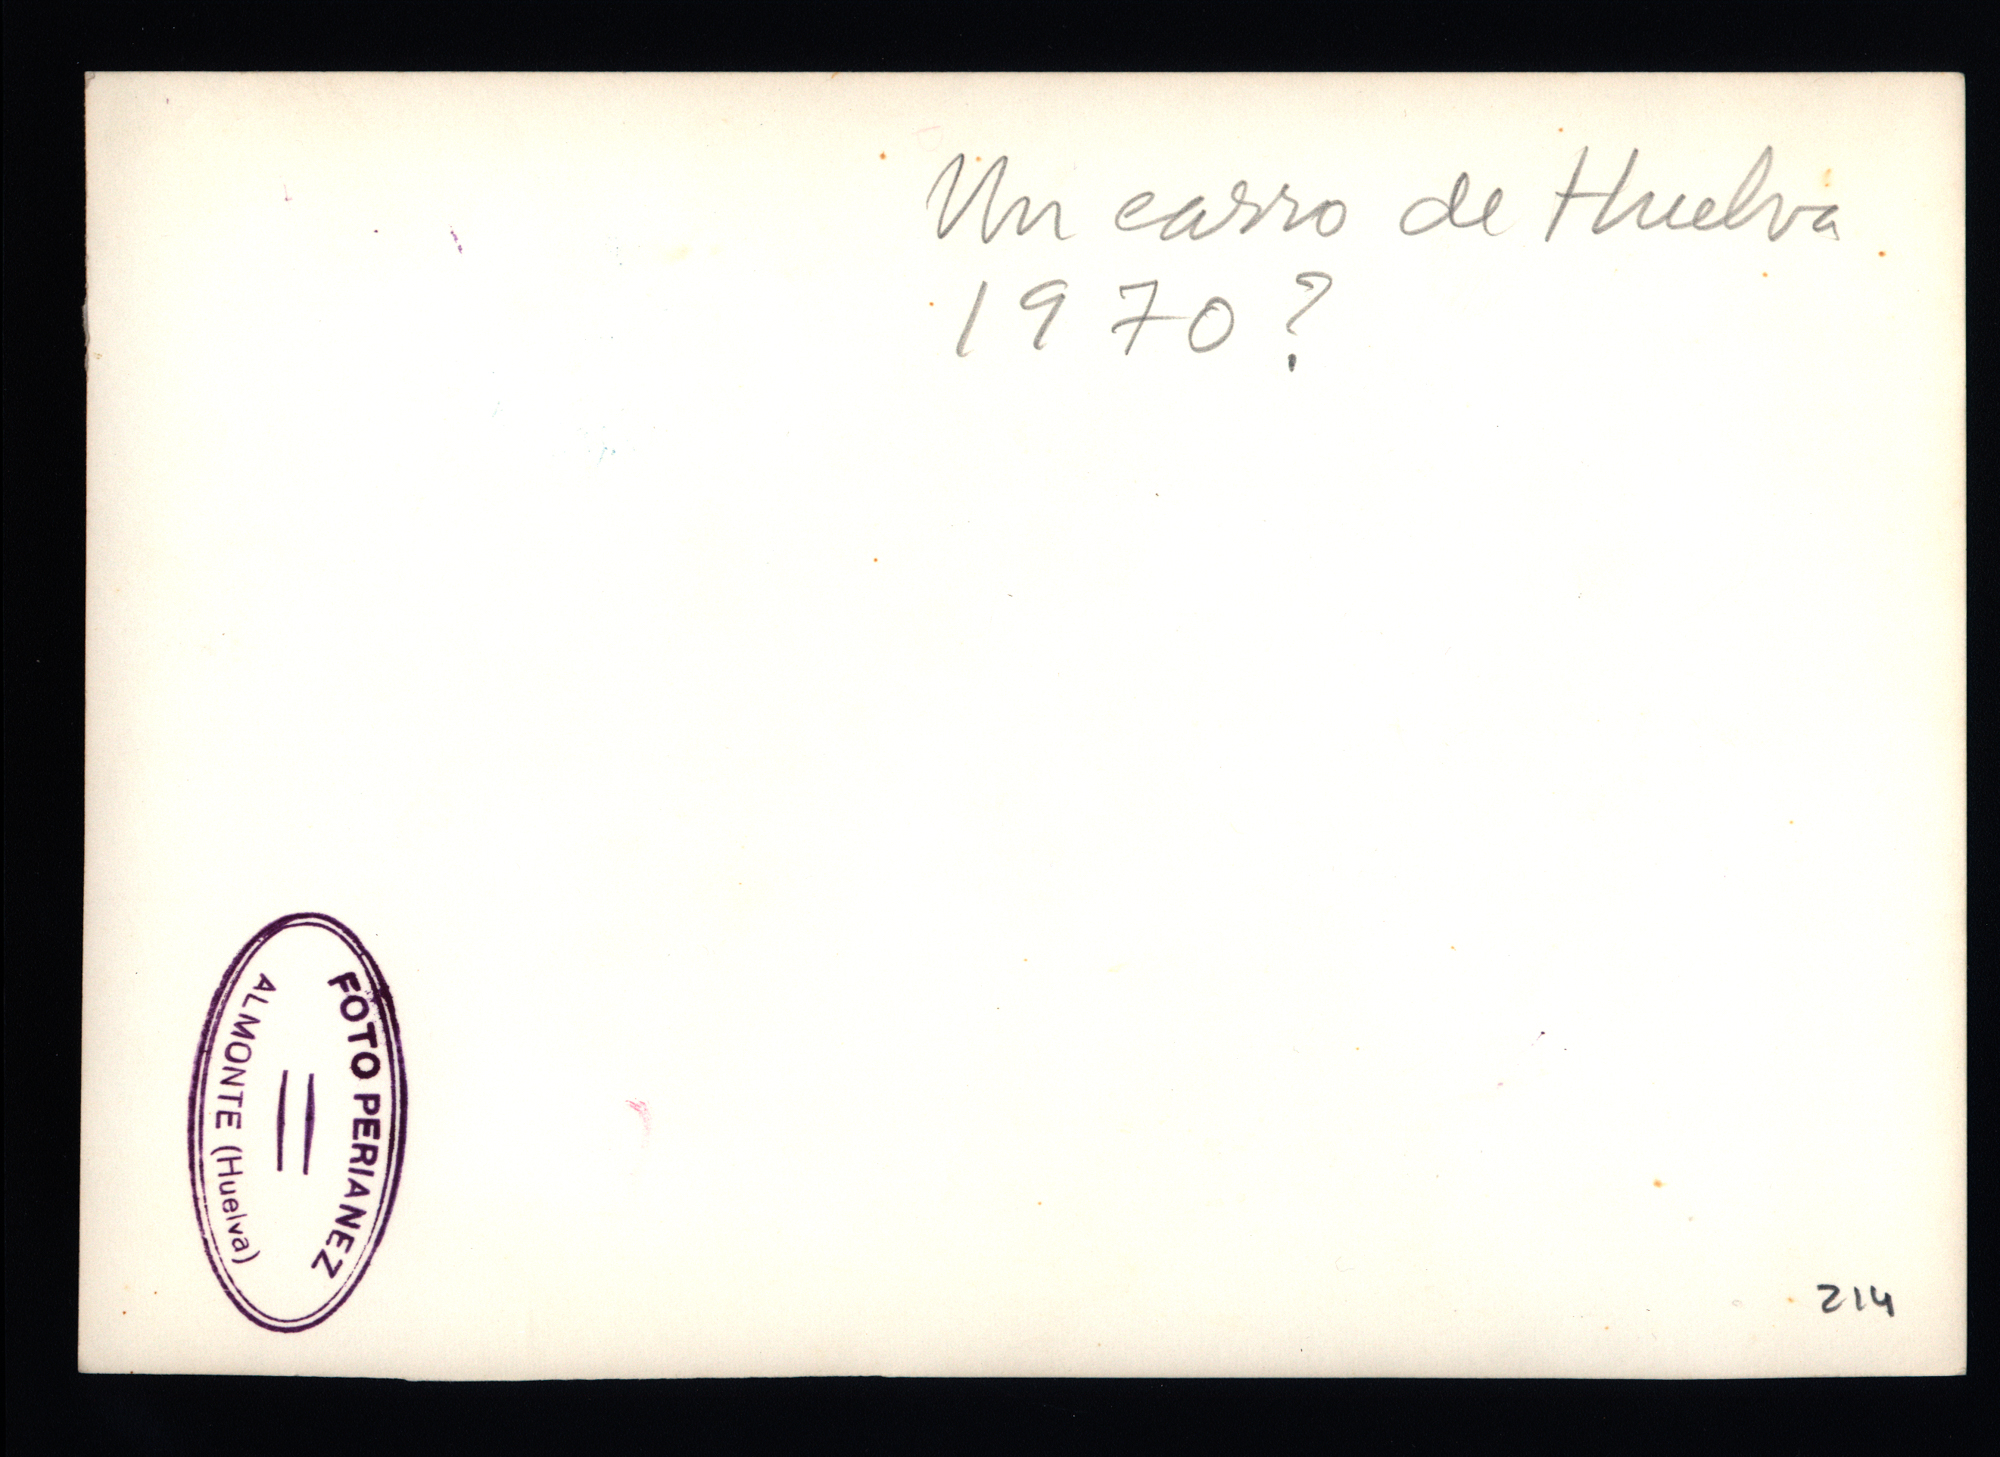 Un carro de Huelva
1970?
FOTO PERIANEZ
ALMONTE (Huelva)
214